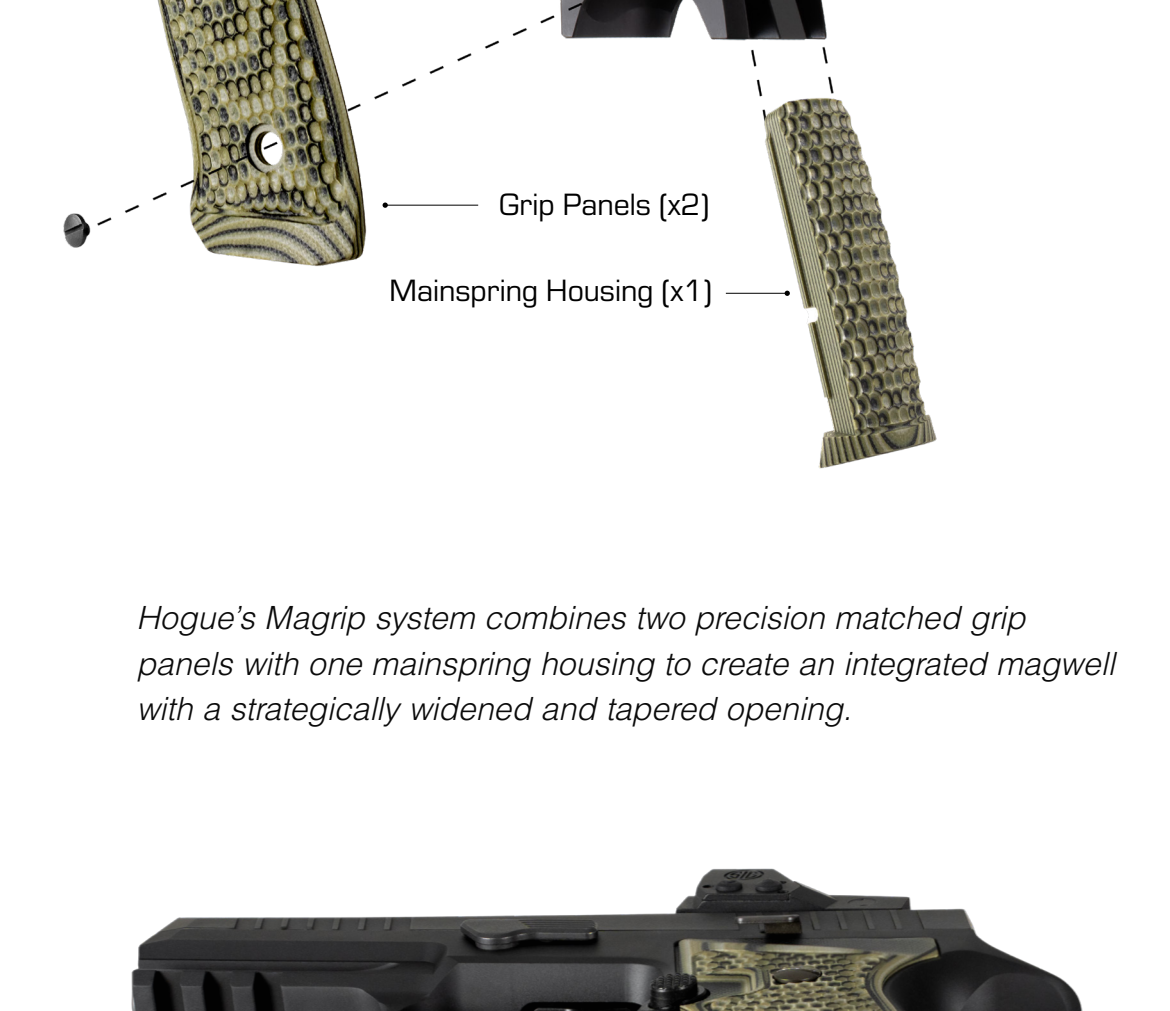 Grip Panels (x2)
Mainspring Housing (x1)
Hogue’s Magrip system combines two precision matched grip
panels with one mainspring housing to create an integrated magwell
with a strategically widened and tapered opening.
SIG